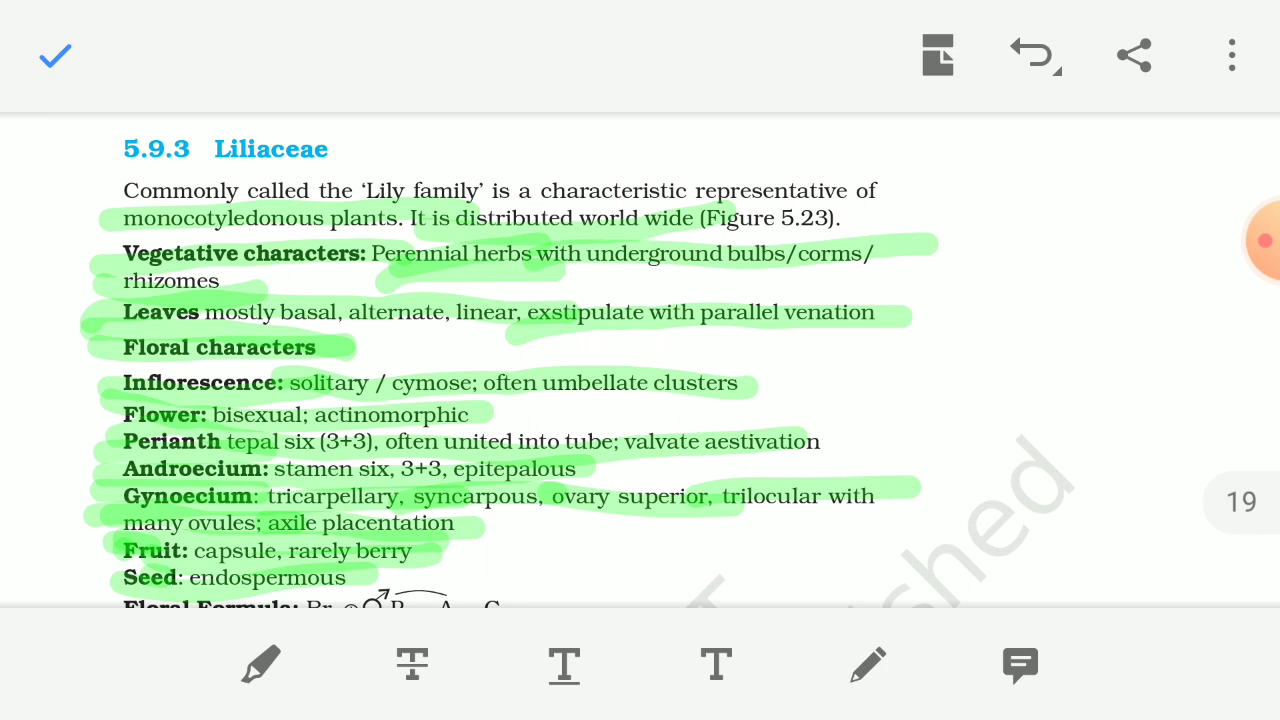 5.9.3 Liliaceae
Commonly called the ‘Lily family’ is a characteristic representative of
monocotyledonous plants. It is distributed world wide (Figure 5.23).
Vegetative characters: Perennial herbs with underground bulbs/corms/
rhizomes
Leaves mostly basal, alternate, linear, exstipulate with parallel venation
Floral characters
Inflorescence: solitary / cymose; often umbellate clusters
Flower: bisexual; actinomorphic
Perianth tepal six (3+3), often united into tube; valvate aestivation
Androecium: stamen six, 3+3, epitepalous
Gynoecium: tricarpellary, syncarpous, ovary superior, trilocular with
many ovules; axile placentation
Fruit: capsule, rarely berry
Seed: endospermous
Floral Formula: Br
19